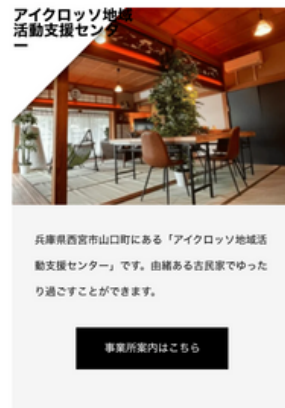 アイクロッソ地域
活動支援センター
兵庫県西宮市山口町にある「アイクロッソ地域活
動支援センター」です。由緒ある古民家でゆった
り過ごすことができます。
事業所案内はこちら